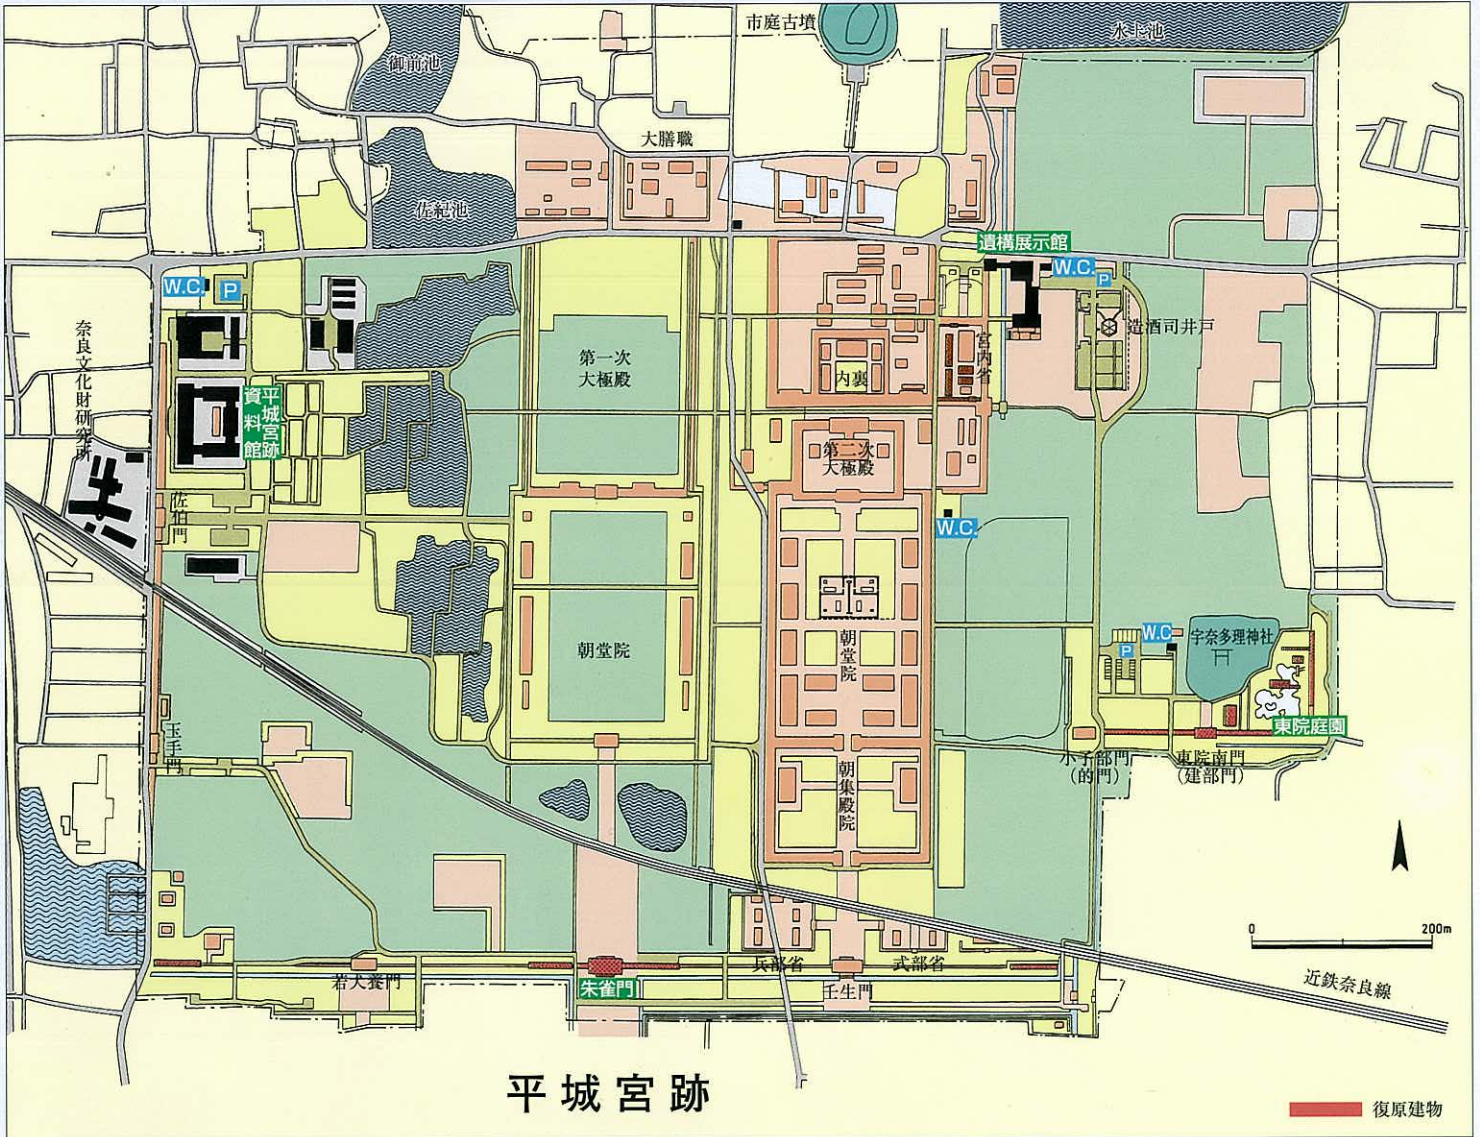 市庭古墳
水上池
御前池
大膳職
佐紀池
遺構展示館
W.C.
P
W.C.
P
造酒司井戸
奈良文化財研究所
第一次
大極殿
内裏
宮内省
平城宮跡
資料館
第二次
大極殿
佐伯門
W.C.
朝堂院
朝堂院
W.C
P
宇奈多理神社
東院庭園
玉手門
小子部門
(的門)
東院南門
(建部門)
朝集殿院
0
200m
若犬養門
朱雀門
兵部省
式部省
壬生門
近鉄奈良線
平城宮跡
復原建物